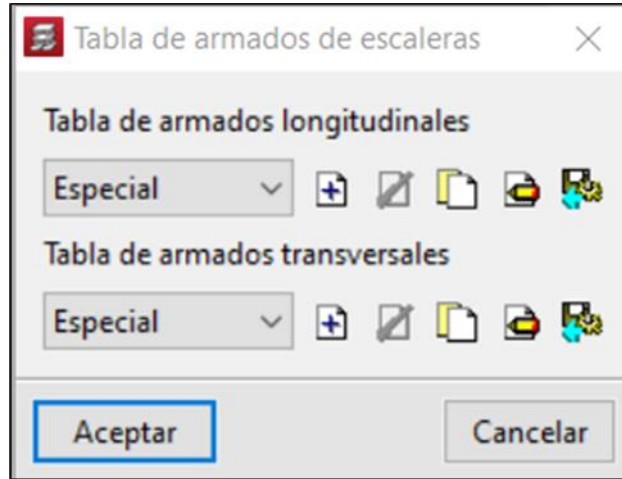 Tabla de armados de escaleras
Tabla de armados longitudinales
Especial
Tabla de armados transversales
Especial
Aceptar Cancelar